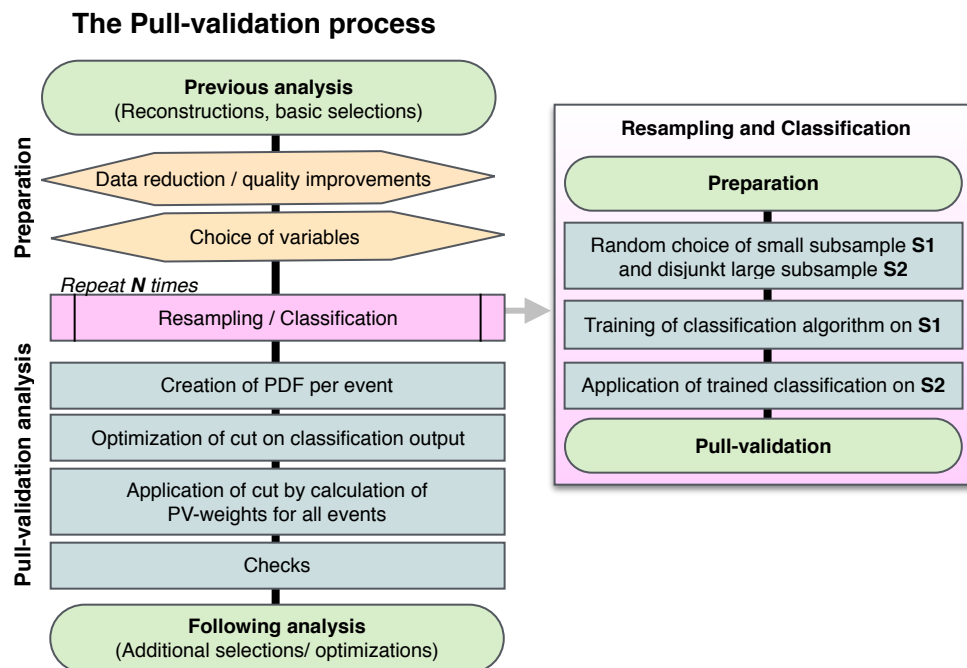 The Pull-validation process
Previous analysis
(Reconstructions, basic selections)
Preparation
Data reduction / quality improvements
Choice of variables
Repeat N times
Resampling / Classification
Pull-validation analysis
Creation of PDF per event
Optimization of cut on classification output
Application of cut by calculation of
PV-weights for all events
Checks
Following analysis
(Additional selections/ optimizations)
Resampling and Classification
Preparation
Random choice of small subsample S1
and disjunkt large subsample S2
Training of classification algorithm on S1
Application of trained classification on S2
Pull-validation